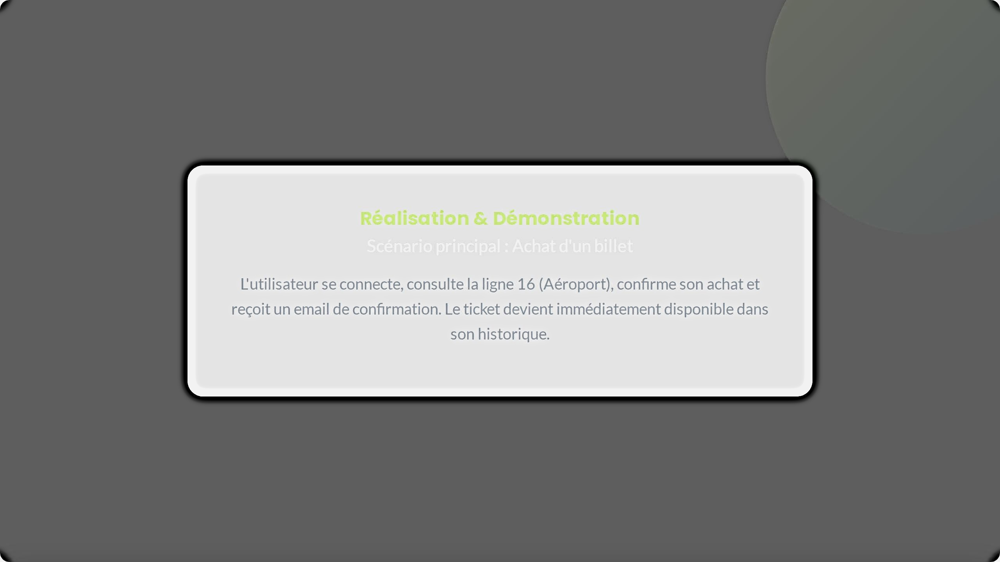 Réalisation & Démonstration
Scénario principal : Achat d'un billet
L'utilisateur se connecte, consulte la ligne 16 (Aéroport), confirme son achat et
reçoit un email de confirmation. Le ticket devient immédiatement disponible dans
son historique.